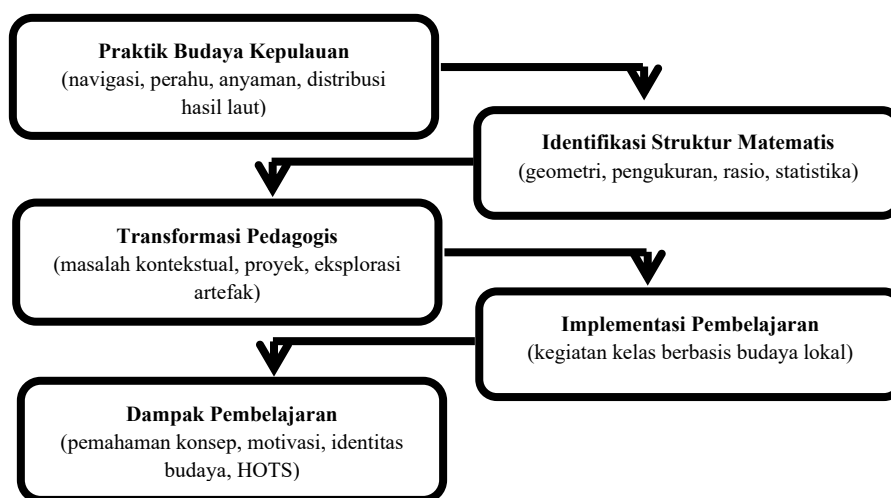 Praktik Budaya Kepulauan
(navigasi, perahu, anyaman, distribusi
hasil laut)
Identifikasi Struktur Matematis
(geometri, pengukuran, rasio, statistika)
Transformasi Pedagogis
(masalah kontekstual, proyek, eksplorasi
artefak)
Implementasi Pembelajaran
(kegiatan kelas berbasis budaya lokal)
Dampak Pembelajaran
(pemahaman konsep, motivasi, identitas
budaya, HOTS)